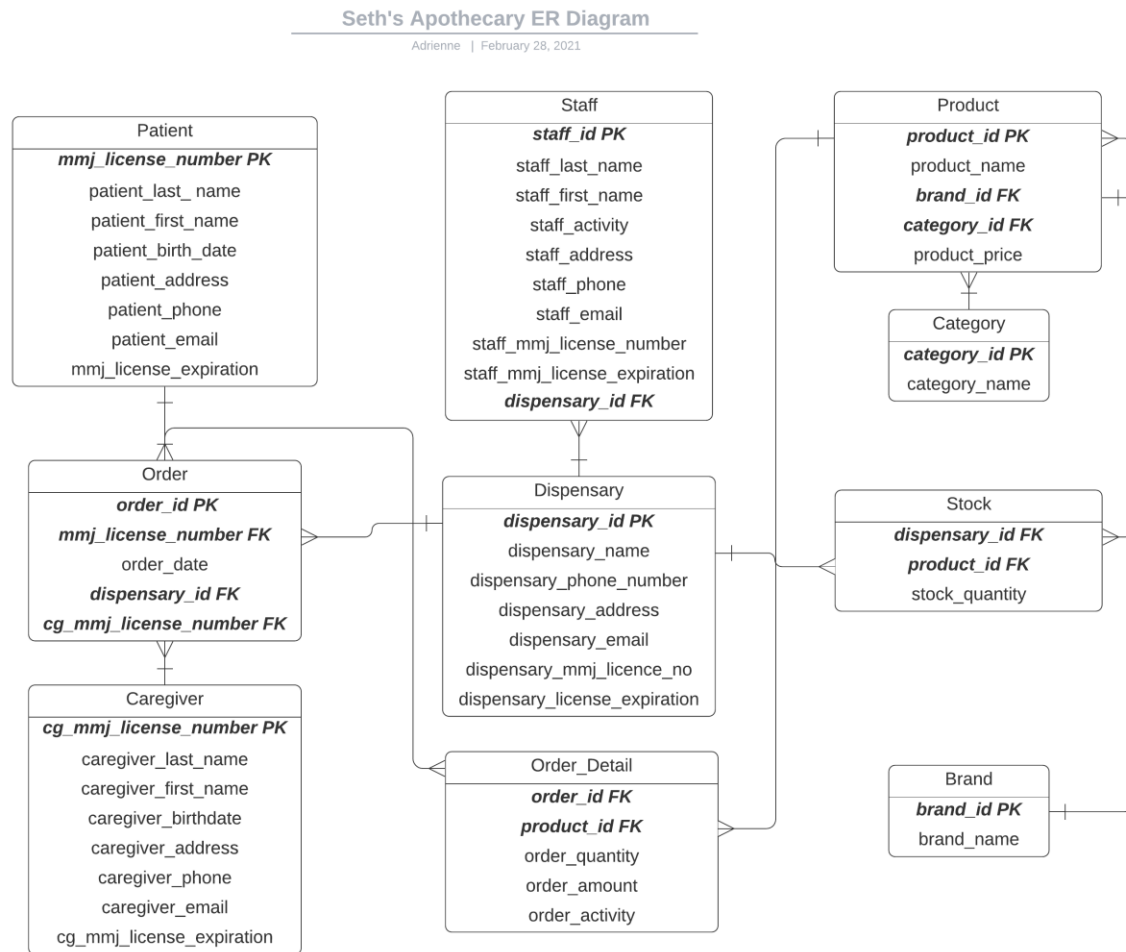 Seth's Apothecary ER Diagram
Adrienne | February 28, 2021
Patient
mmj_license_number PK
patient_last_ name
patient_first_name
patient_birth_date
patient_address
patient_phone
patient_email
mmj_license_expiration
Staff
staff_id PK
staff_last_name
staff_first_name
staff_activity
staff_address
staff_phone
staff_email
staff_mmj_license_number
staff_mmj_license_expiration
dispensary_id FK
Product
product_id PK
product_name
brand_id FK
category_id FK
product_price
Category
category_id PK
category_name
Order
order_id PK
mmj_license_number FK
order_date
dispensary_id FK
cg_mmj_license_number FK
Dispensary
dispensary_id PK
dispensary_name
dispensary_phone_number
dispensary_address
dispensary_email
dispensary_mmj_licence_no
dispensary_license_expiration
Stock
dispensary_id FK
product_id FK
stock_quantity
Caregiver
cg_mmj_license_number PK
caregiver_last_name
caregiver_first_name
caregiver_birthdate
caregiver_address
caregiver_phone
caregiver_email
cg_mmj_license_expiration
Order_Detail
order_id FK
product_id FK
order_quantity
order_amount
order_activity
Brand
brand_id PK
brand_name